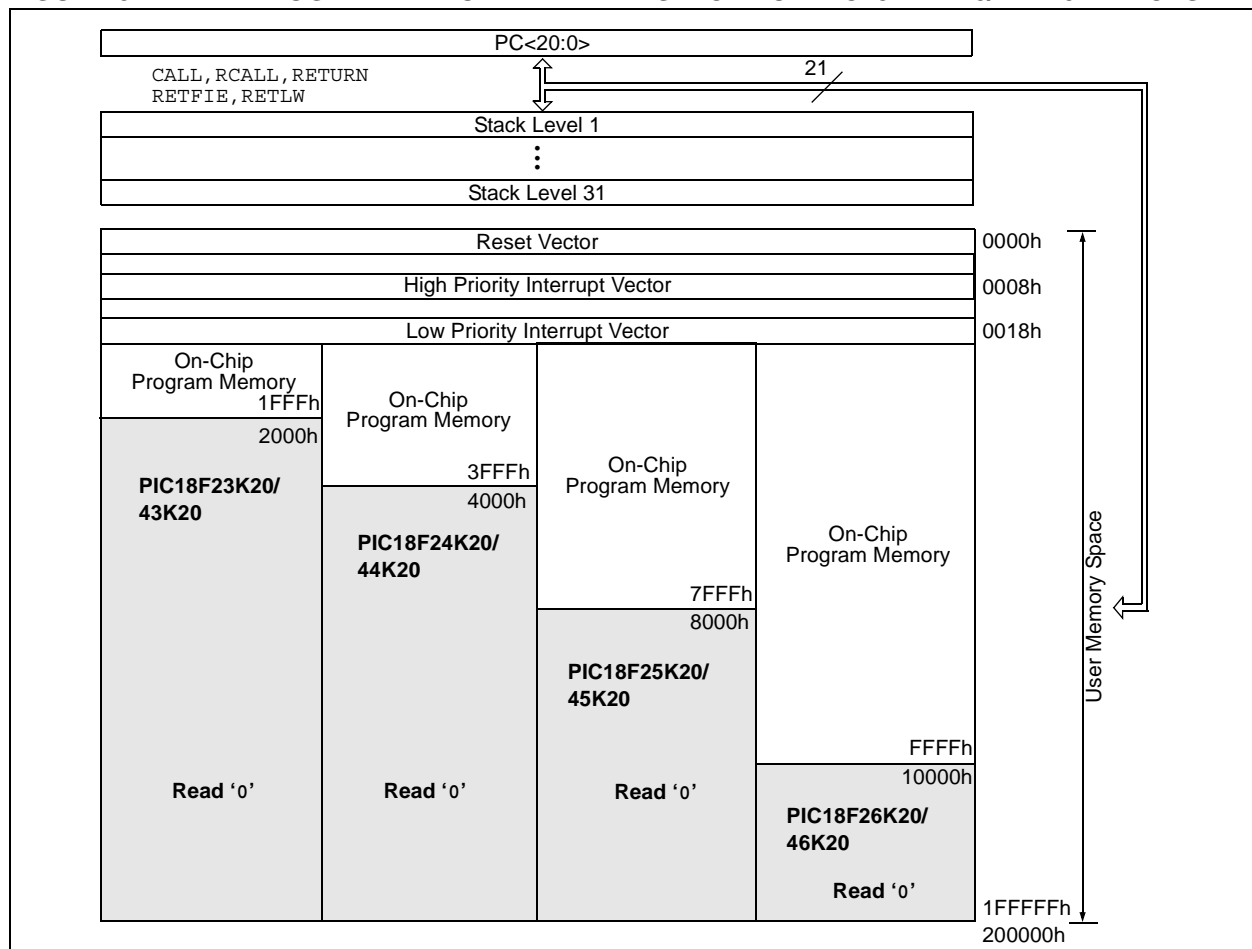 PC<20:0>
CALL,RCALL,RETURN
RETFIE,RETLW
21
Stack Level 1
Stack Level 31
Reset Vector
0000h
High Priority Interrupt Vector
0008h
Low Priority Interrupt Vector
0018h
On-Chip
Program Memory
1FFFh
2000h
PIC18F23K20/
43K20
Read ‘0’
On-Chip
Program Memory
3FFFh
4000h
PIC18F24K20/
44K20
Read ‘0’
On-Chip
Program Memory
7FFFh
8000h
PIC18F25K20/
45K20
Read ‘0’
On-Chip
Program Memory
FFFFh
10000h
PIC18F26K20/
46K20
Read ‘0’
1FFFFFh
200000h
User Memory Space